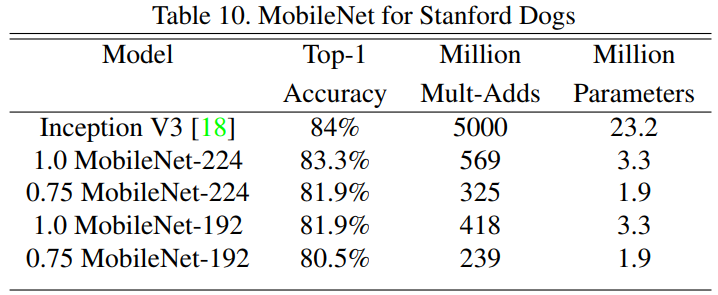 Table 10. MobileNet for Stanford Dogs
Model Top-1 Million Million
Accuracy Mult-Adds Parameters
Inception V3 [18] 84% 5000 23.2
1.0 MobileNet-224 83.3% 569 3.3
0.75 MobileNet-224 81.9% 325 1.9
1.0 MobileNet-192 81.9% 418 3.3
0.75 MobileNet-192 80.5% 239 1.9